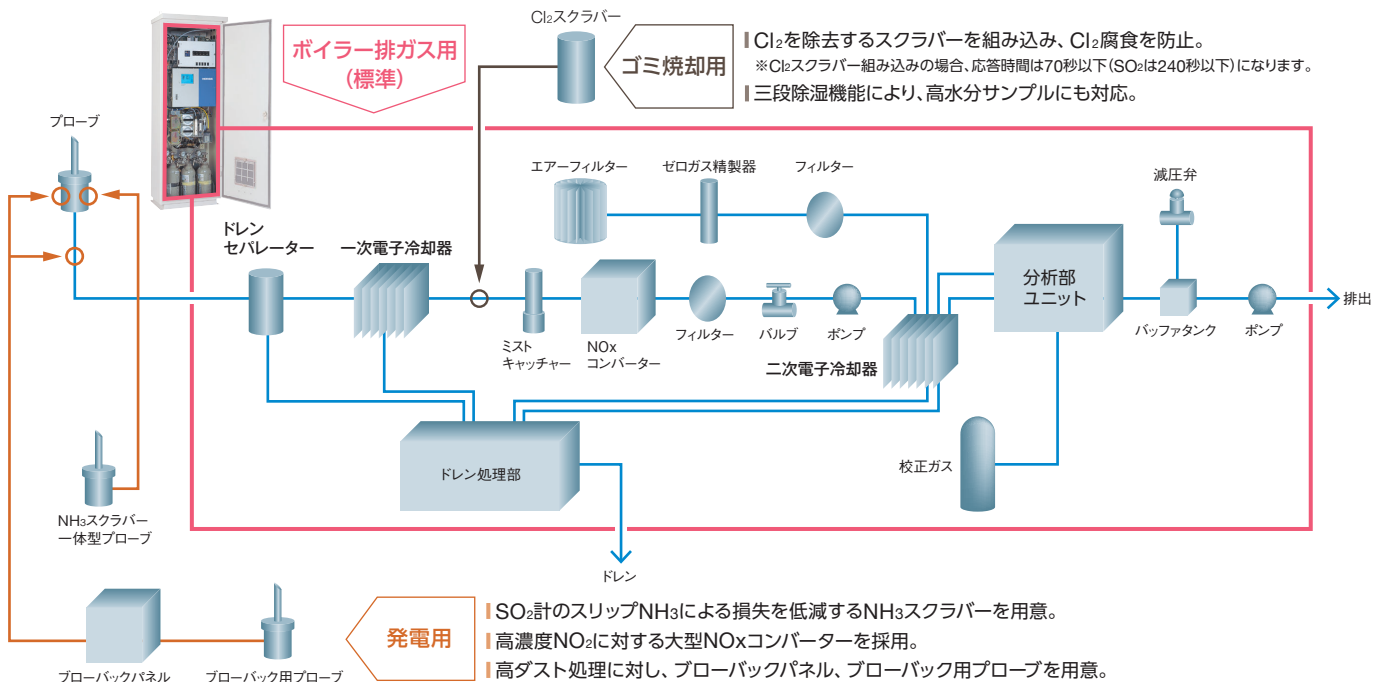 ボイラー排ガス用
(標準)
Cl₂スクラバー
ゴミ焼却用
Cl₂を除去するスクラバーを組み込み、Cl₂腐食を防止。
※Cl₂スクラバー組み込みの場合、応答時間は70秒以下(SO₂は240秒以下)になります。
三段除湿機能により、高水分サンプルにも対応。
プローブ
エアーフィルター
ゼロガス精製器
フィルター
減圧弁
ドレン
セパレーター
一次電子冷却器
分析部
ユニット
排出
ミスト
キャッチャー
NOx
コンバーター
フィルター
バルブ
ポンプ
二次電子冷却器
バッファタンク
ポンプ
ドレン処理部
校正ガス
NH₃スクラバー
一体型プローブ
ドレン
発電用
SO₂計のスリップNH₃による損失を低減するNH₃スクラバーを用意。
高濃度NO₂に対する大型NOxコンバーターを採用。
高ダスト処理に対し、ブローバックパネル、ブローバック用プローブを用意。
ブローバックパネル
ブローバック用プローブ